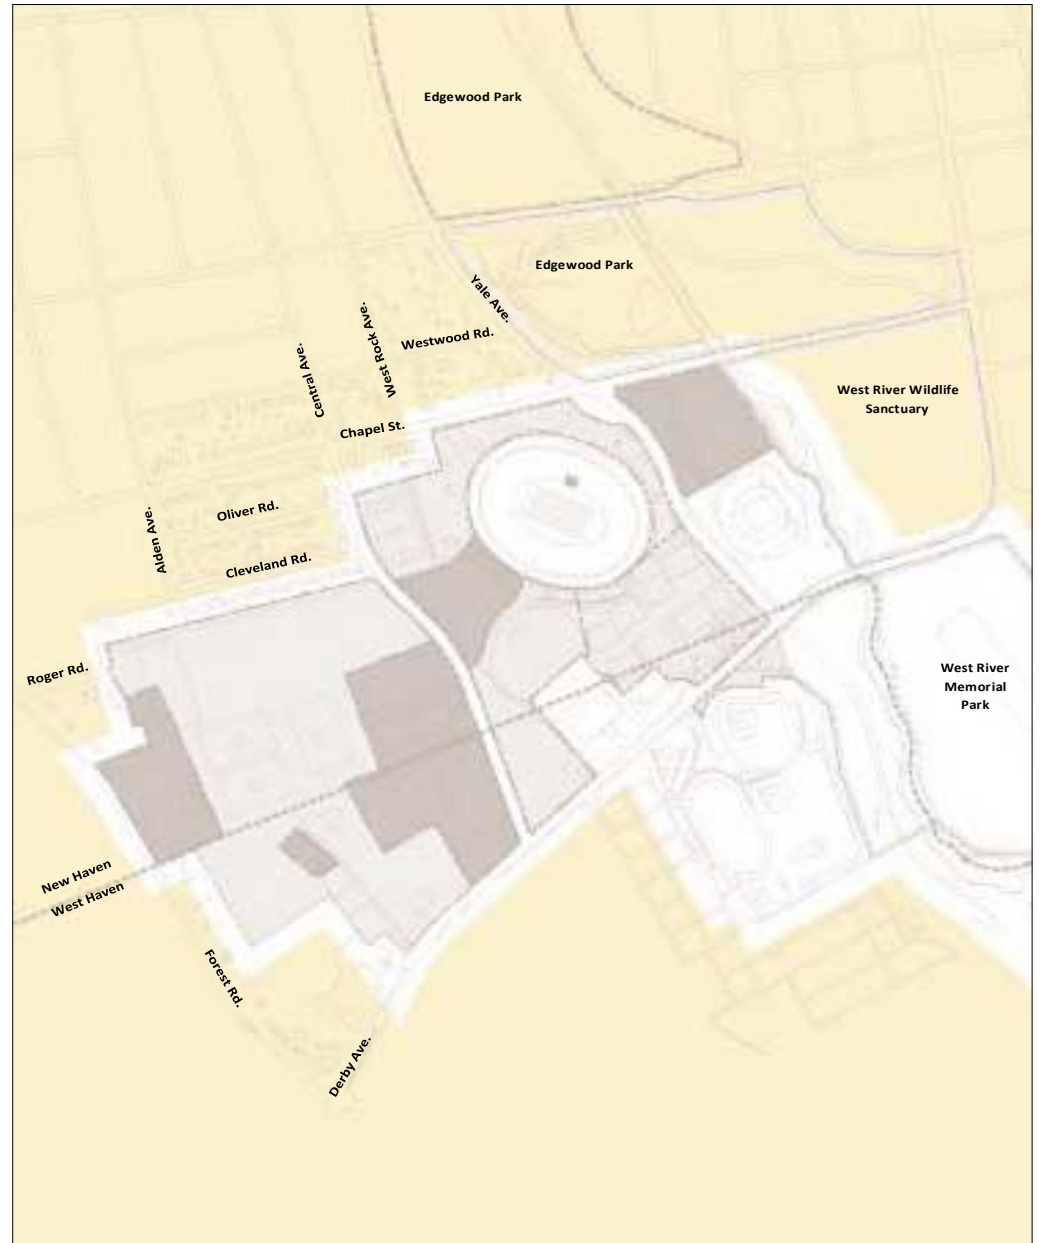 Edgewood Park
Edgewood Park
Yale Ave.
West Rock Ave.
Westwood Rd.
Central Ave.
West River Wildlife
Sanctuary
Chapel St.
Oliver Rd.
Alden Ave.
Cleveland Rd.
Roger Rd.
West River
Memorial
Park
New Haven
West Haven
Forest Rd.
Derby Ave.